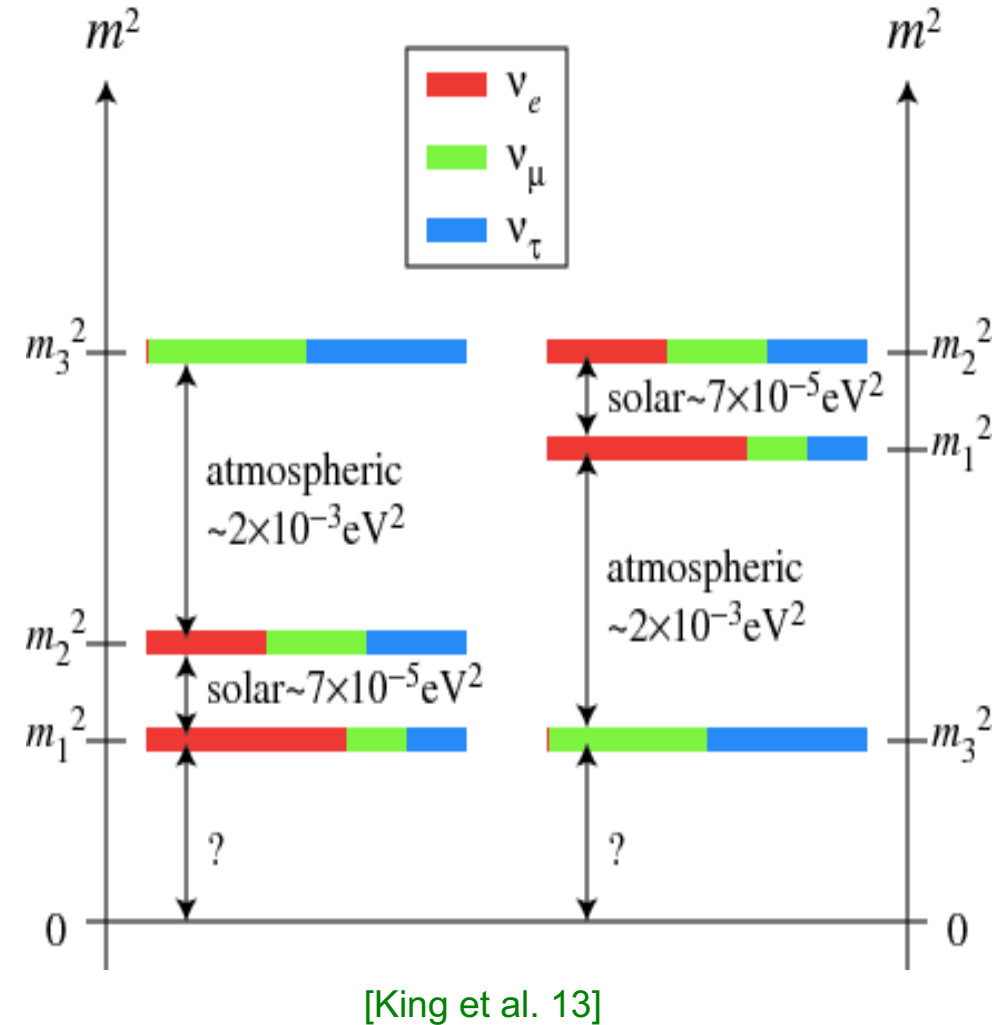 m² m²
νₑ
ν_μ
ν_τ
m₃² m₂²
solar~7×10⁻⁵eV²
m₁²
atmospheric
~2×10⁻³eV²
atmospheric
~2×10⁻³eV²
m₂²
solar~7×10⁻⁵eV²
m₁² m₃²
? ?
0 0
[King et al. 13]